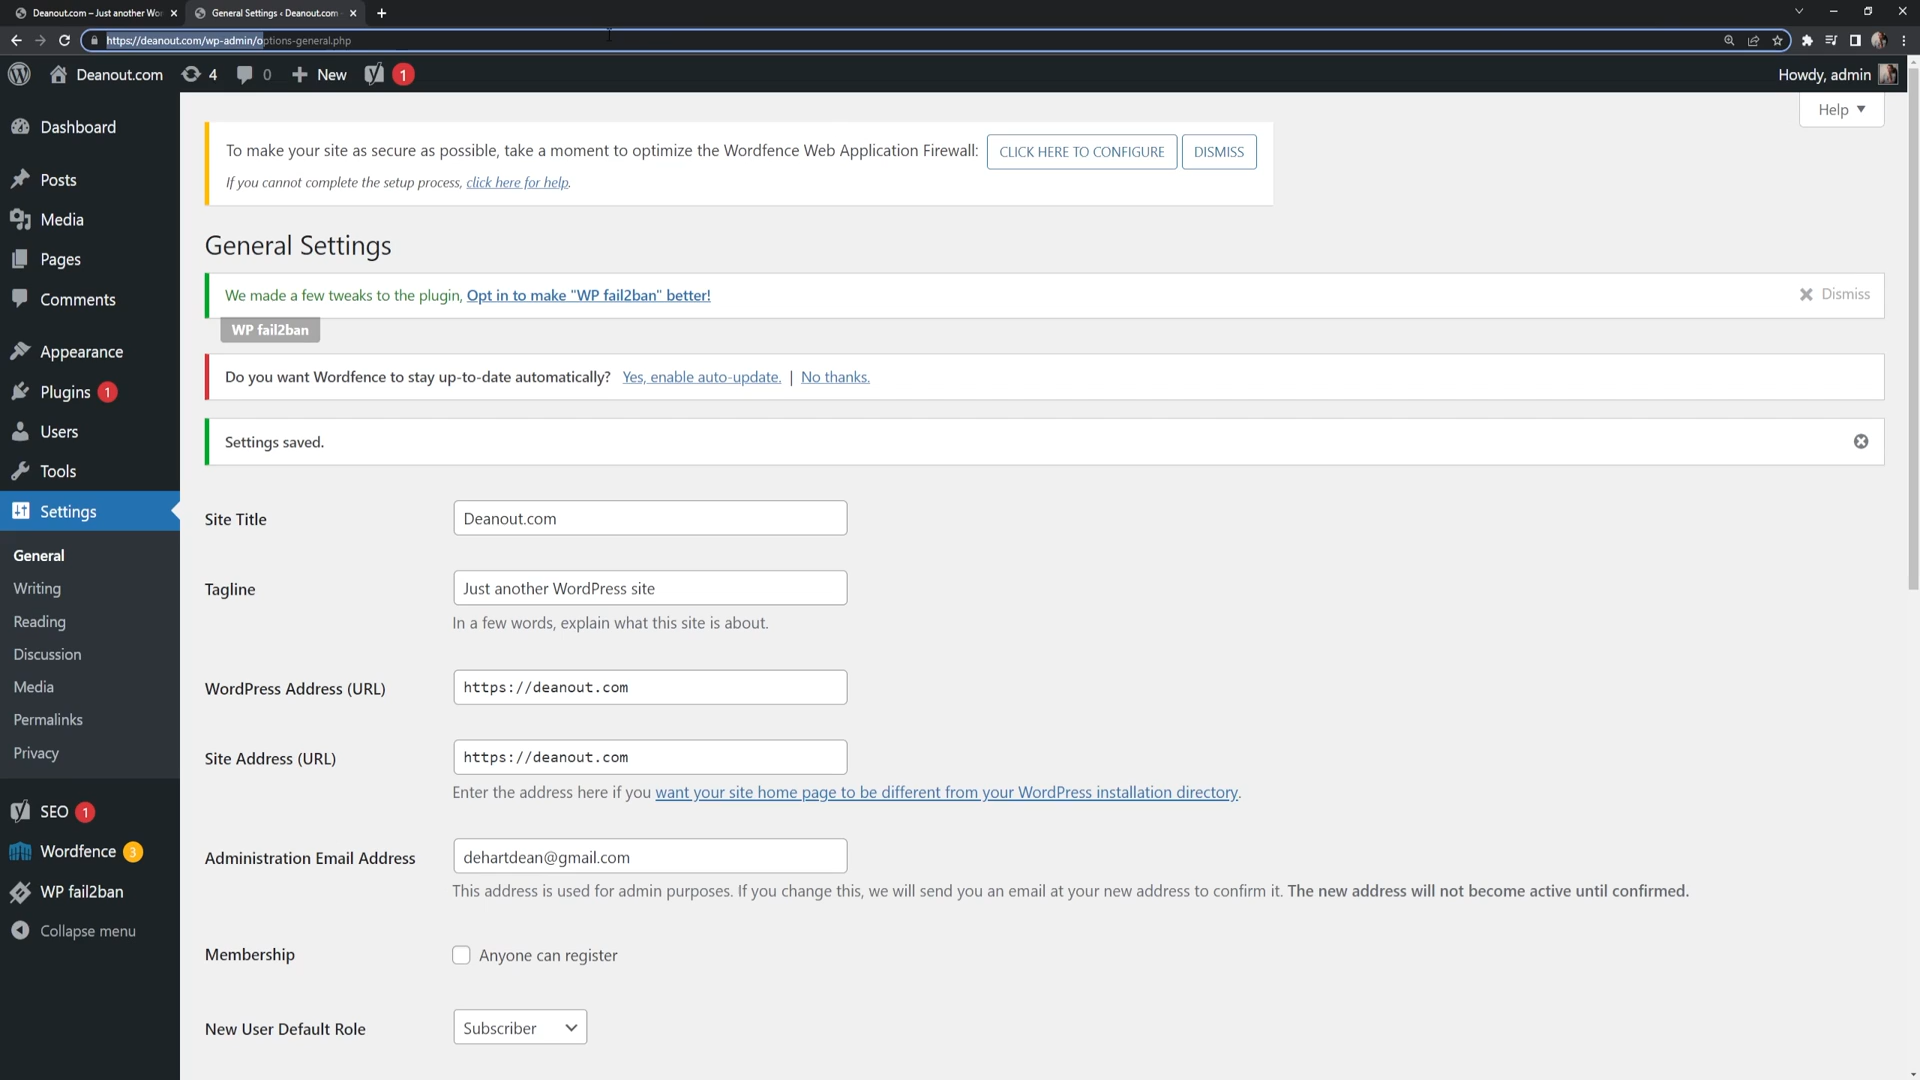 Deanout.com – Just another Wor
General Settings ‹ Deanout.com
https://deanout.com/wp-admin/options-general.php
Deanout.com 4 0 New 1
Howdy, admin
Help
Dashboard
Posts
Media
Pages
Comments
Appearance
Plugins 1
Users
Tools
Settings
General
Writing
Reading
Discussion
Media
Permalinks
Privacy
SEO 1
Wordfence 3
WP fail2ban
Collapse menu
To make your site as secure as possible, take a moment to optimize the Wordfence Web Application Firewall: CLICK HERE TO CONFIGURE DISMISS
If you cannot complete the setup process, click here for help.
General Settings
We made a few tweaks to the plugin, Opt in to make "WP fail2ban" better!
Dismiss
WP fail2ban
Do you want Wordfence to stay up-to-date automatically? Yes, enable auto-update. | No thanks.
Settings saved.
Site Title
Deanout.com
Tagline
Just another WordPress site
In a few words, explain what this site is about.
WordPress Address (URL)
https://deanout.com
Site Address (URL)
https://deanout.com
Enter the address here if you want your site home page to be different from your WordPress installation directory.
Administration Email Address
dehartdean@gmail.com
This address is used for admin purposes. If you change this, we will send you an email at your new address to confirm it. The new address will not become active until confirmed.
Membership
Anyone can register
New User Default Role
Subscriber